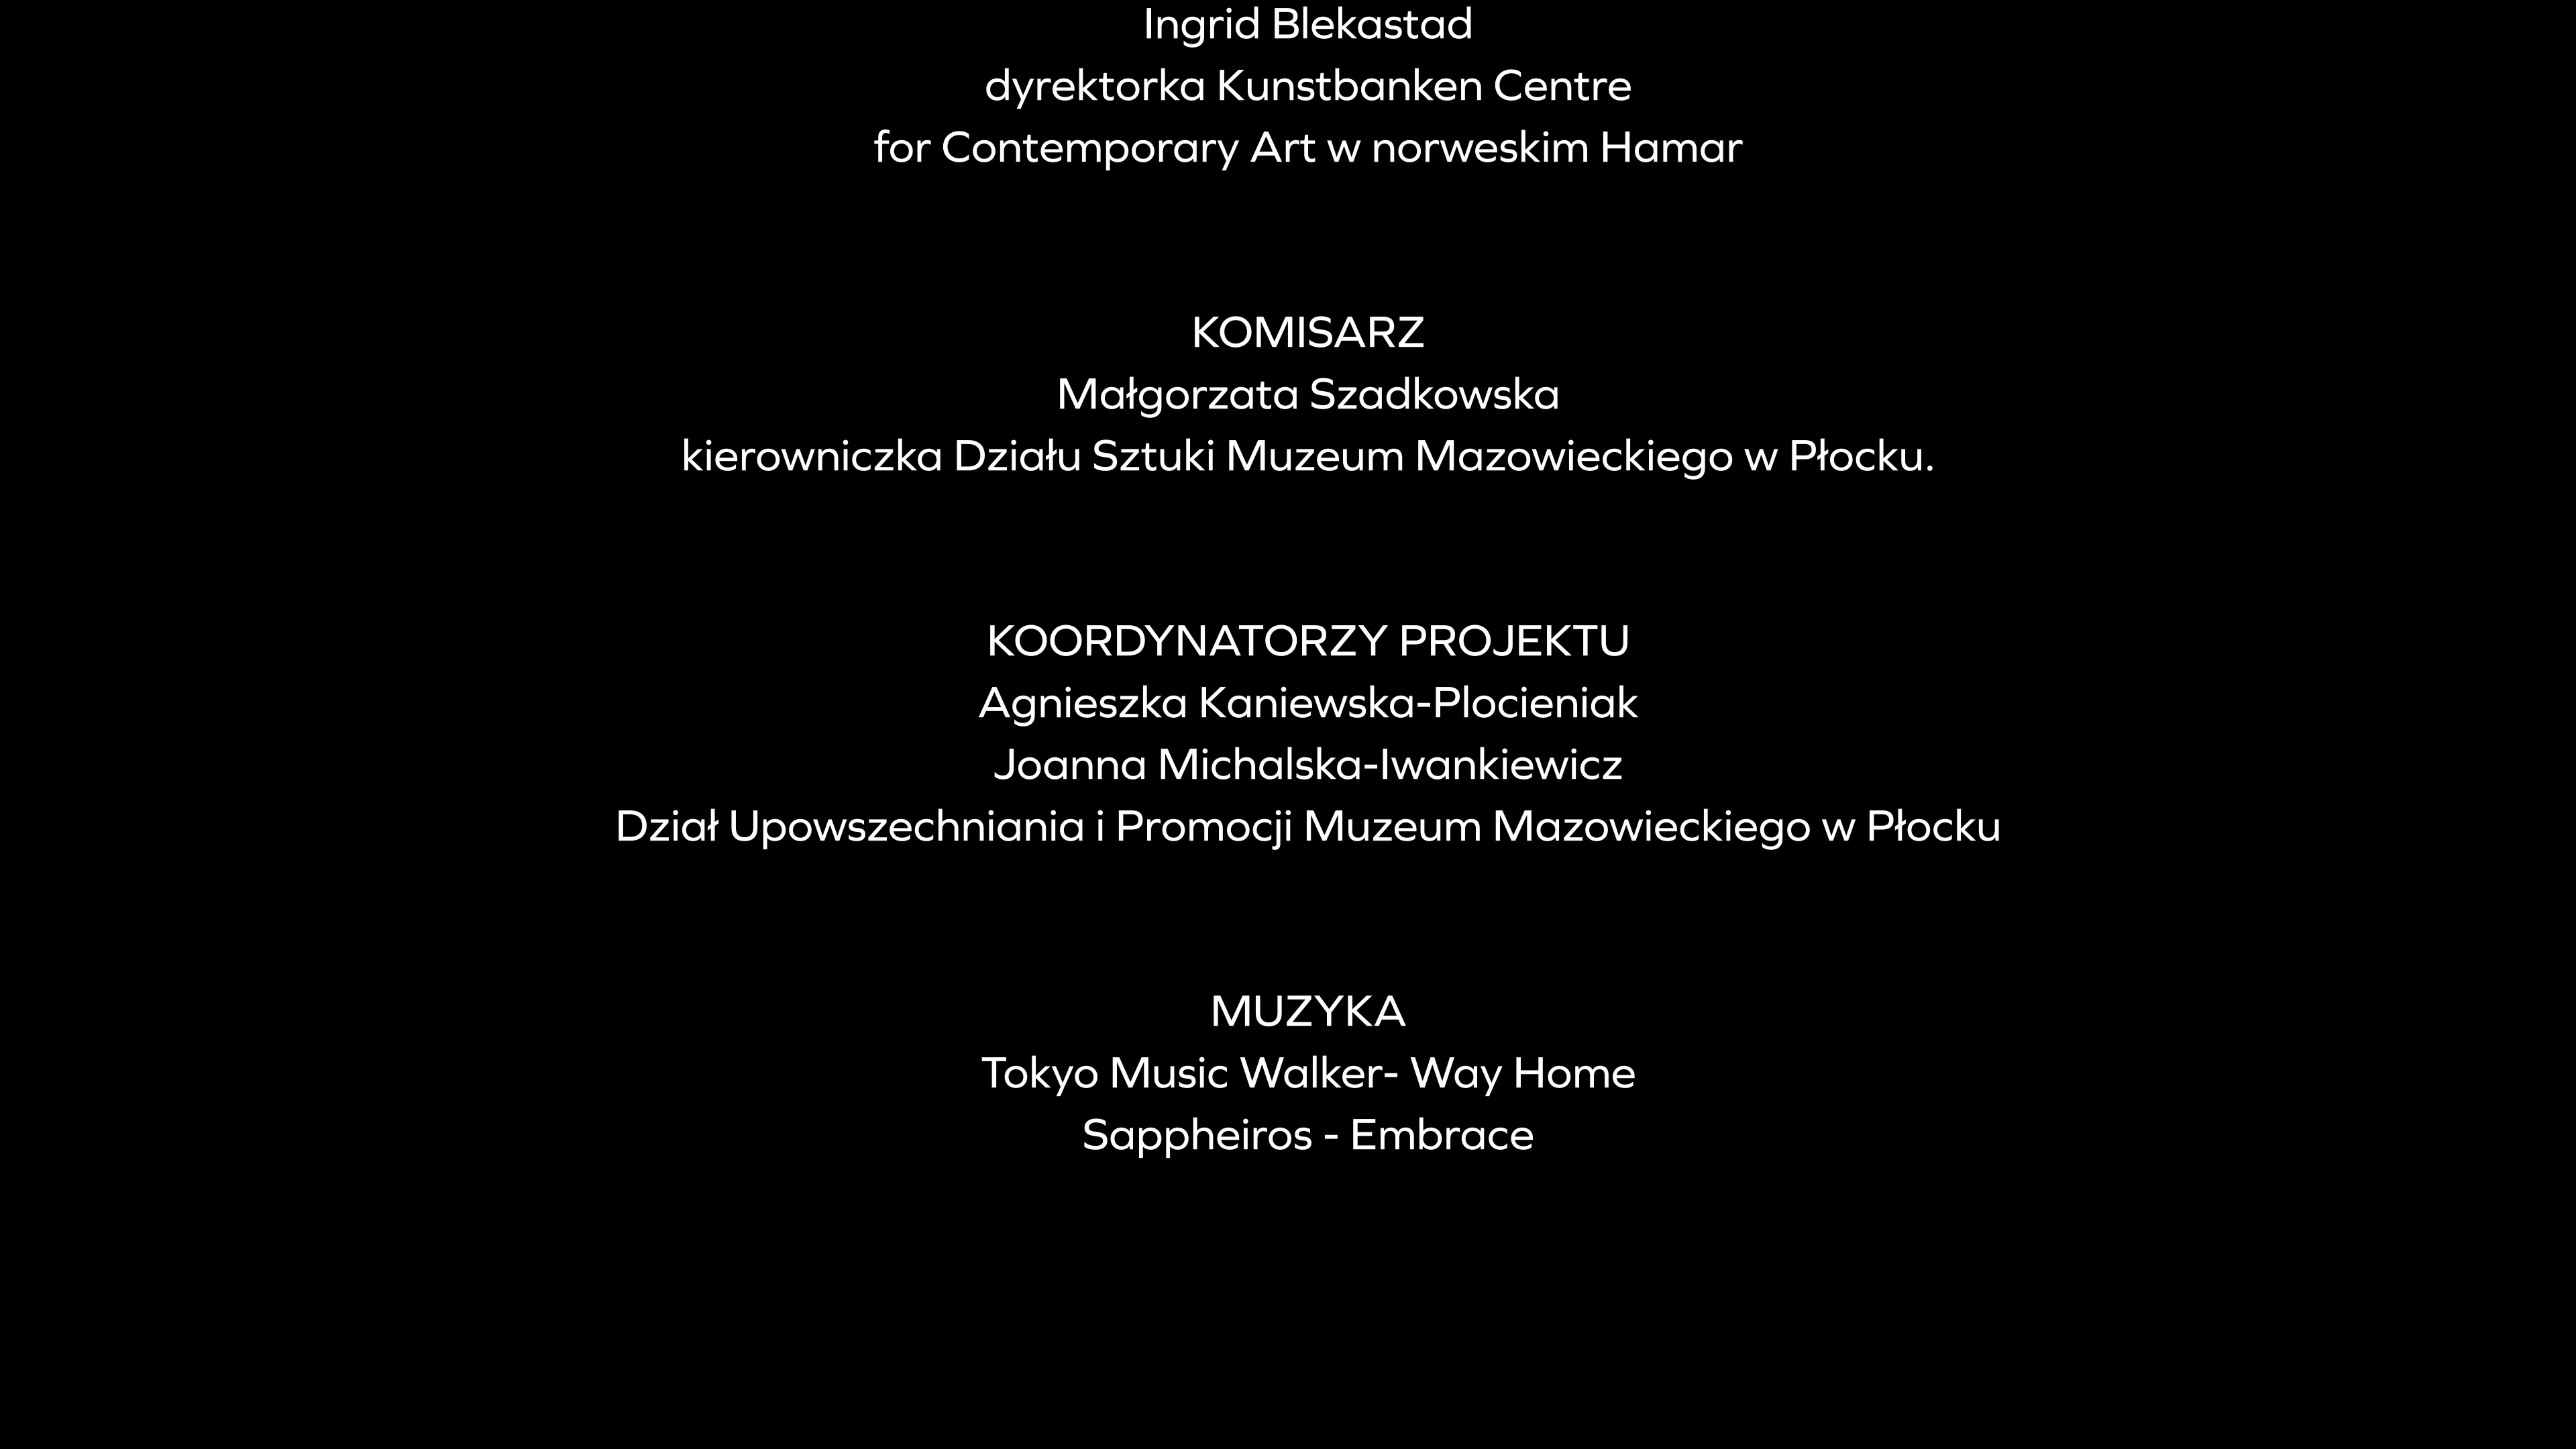 Ingrid Blekastad
dyrektorka Kunstbanken Centre
for Contemporary Art w norweskim Hamar
KOMISARZ
Małgorzata Szadkowska
kierowniczka Działu Sztuki Muzeum Mazowieckiego w Płocku.
KOORDYNATORZY PROJEKTU
Agnieszka Kaniewska-Plocieniak
Joanna Michalska-Iwankiewicz
Dział Upowszechniania i Promocji Muzeum Mazowieckiego w Płocku
MUZYKA
Tokyo Music Walker- Way Home
Sappheiros - Embrace